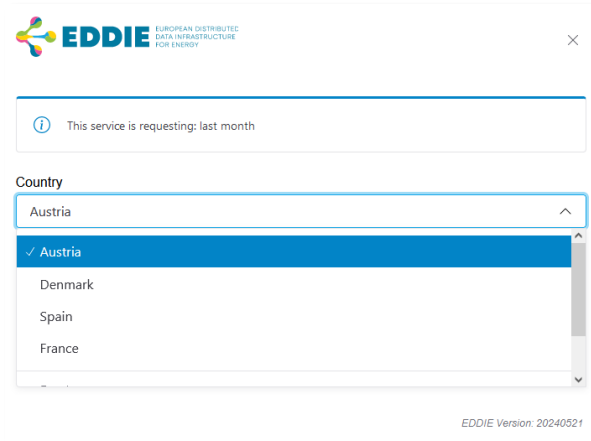 EDDIE
EUROPEAN DISTRIBUTED
DATA INFRASTRUCTURE
FOR ENERGY
This service is requesting: last month
Country
Austria
Austria
Denmark
Spain
France
EDDIE Version: 20240521